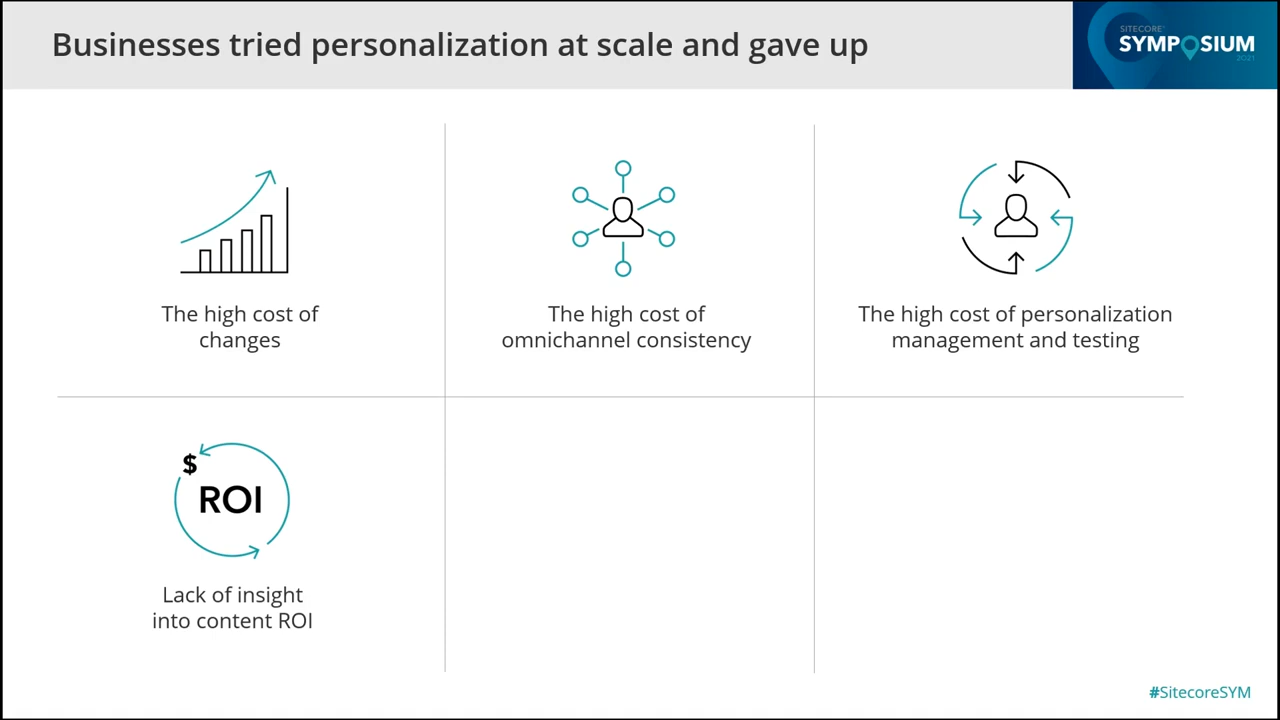 Businesses tried personalization at scale and gave up
SITECORE®
SYMPOSIUM
2021
The high cost of
changes
The high cost of
omnichannel consistency
The high cost of personalization
management and testing
$
ROI
Lack of insight
into content ROI
#SitecoreSYM